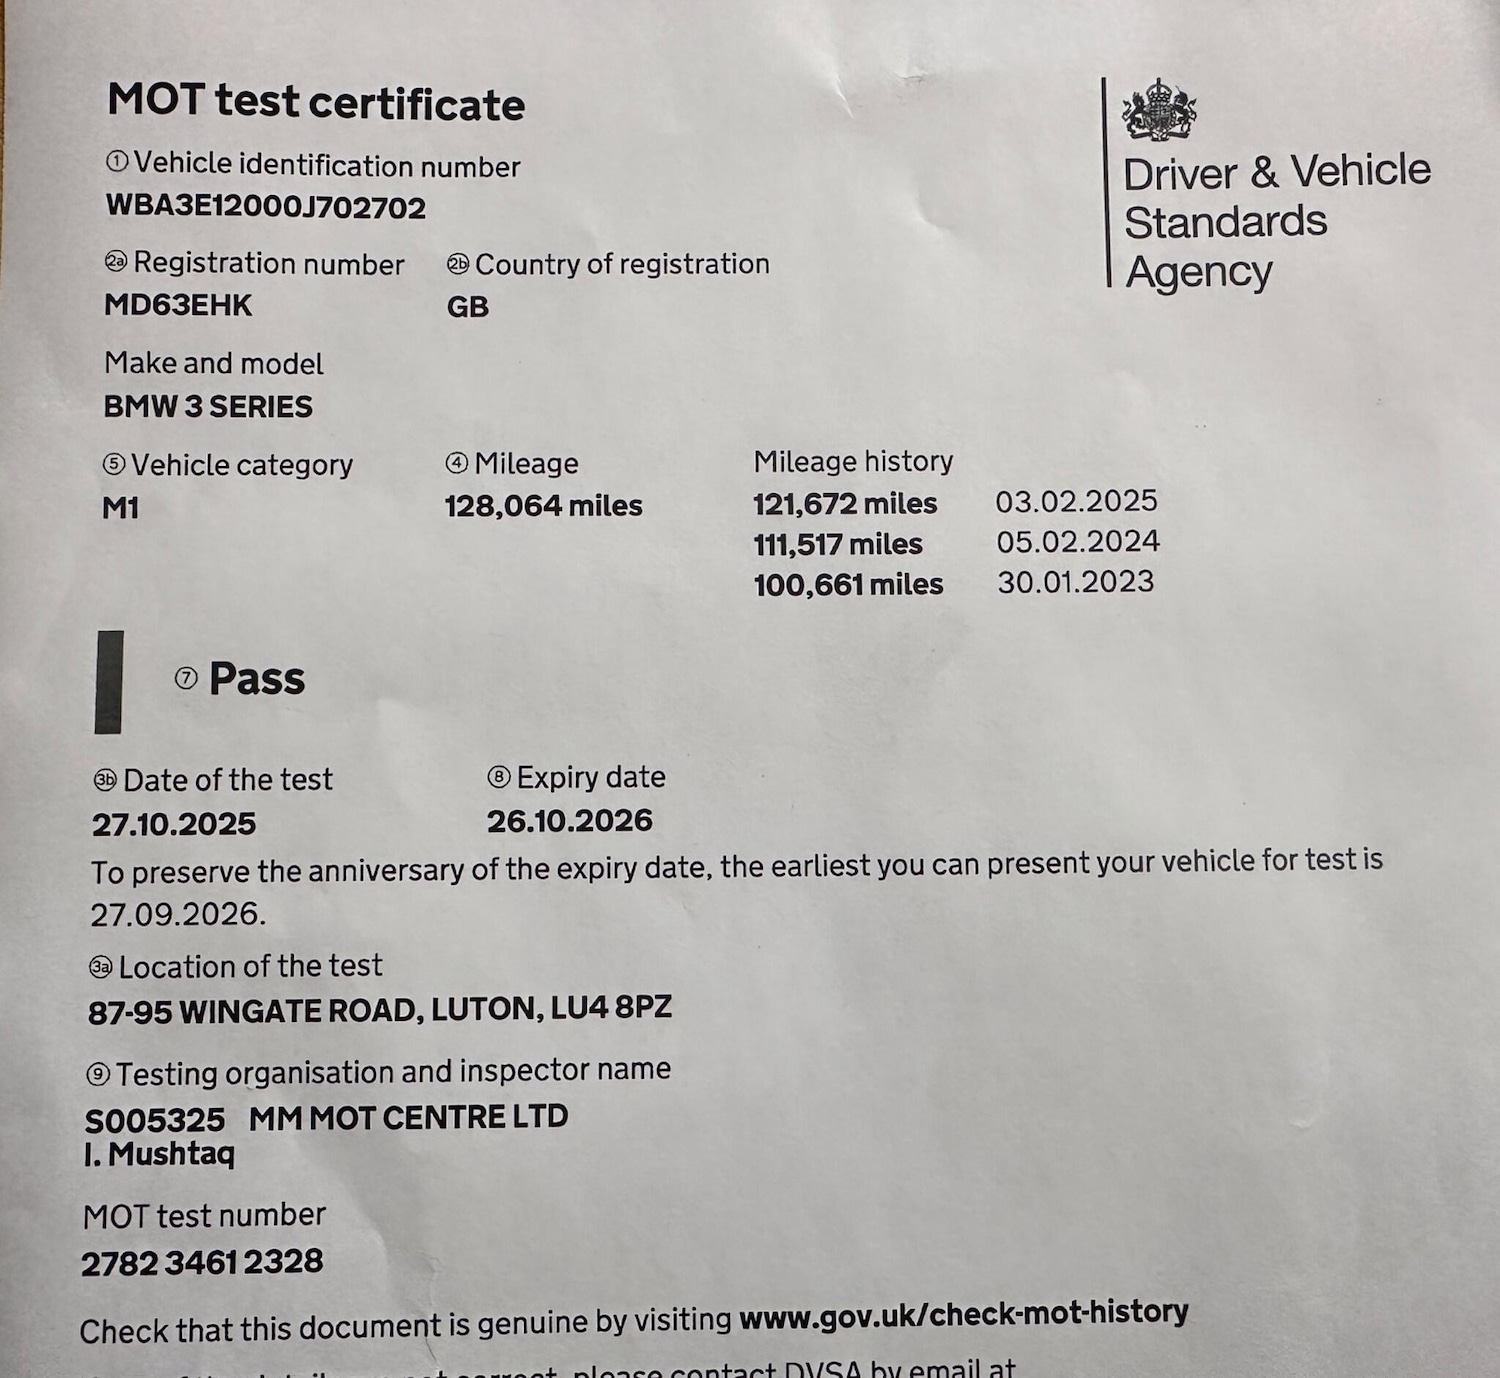 MOT test certificate
① Vehicle identification number
WBA3E12000J702702
Driver & Vehicle
Standards
Agency
2a Registration number 2b Country of registration
MD63EHK GB
Make and model
BMW 3 SERIES
⑤ Vehicle category ④ Mileage Mileage history
M1 128,064 miles 121,672 miles 03.02.2025
111,517 miles 05.02.2024
100,661 miles 30.01.2023
⑦ Pass
3b Date of the test ⑧ Expiry date
27.10.2025 26.10.2026
To preserve the anniversary of the expiry date, the earliest you can present your vehicle for test is
27.09.2026.
3a Location of the test
87-95 WINGATE ROAD, LUTON, LU4 8PZ
⑨ Testing organisation and inspector name
S005325 MM MOT CENTRE LTD
I. Mushtaq
MOT test number
2782 3461 2328
Check that this document is genuine by visiting www.gov.uk/check-mot-history
correct, please contact DVSA by email at